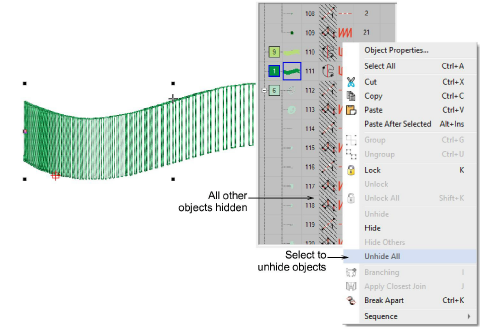 108
2
109
21
9
110
1
111
6
112
113
114
115
116
117
118
119
120
Object Properties...
Select All Ctrl+A
Cut Ctrl+X
Copy Ctrl+C
Paste Ctrl+V
Paste After Selected Alt+Ins
Group Ctrl+G
Ungroup Ctrl+U
Lock K
Unlock
Unlock All Shift+K
Unhide
Hide
Hide Others
Unhide All
Branching I
Apply Closest Join J
Break Apart Ctrl+K
Sequence
All other
objects hidden
Select to
unhide objects